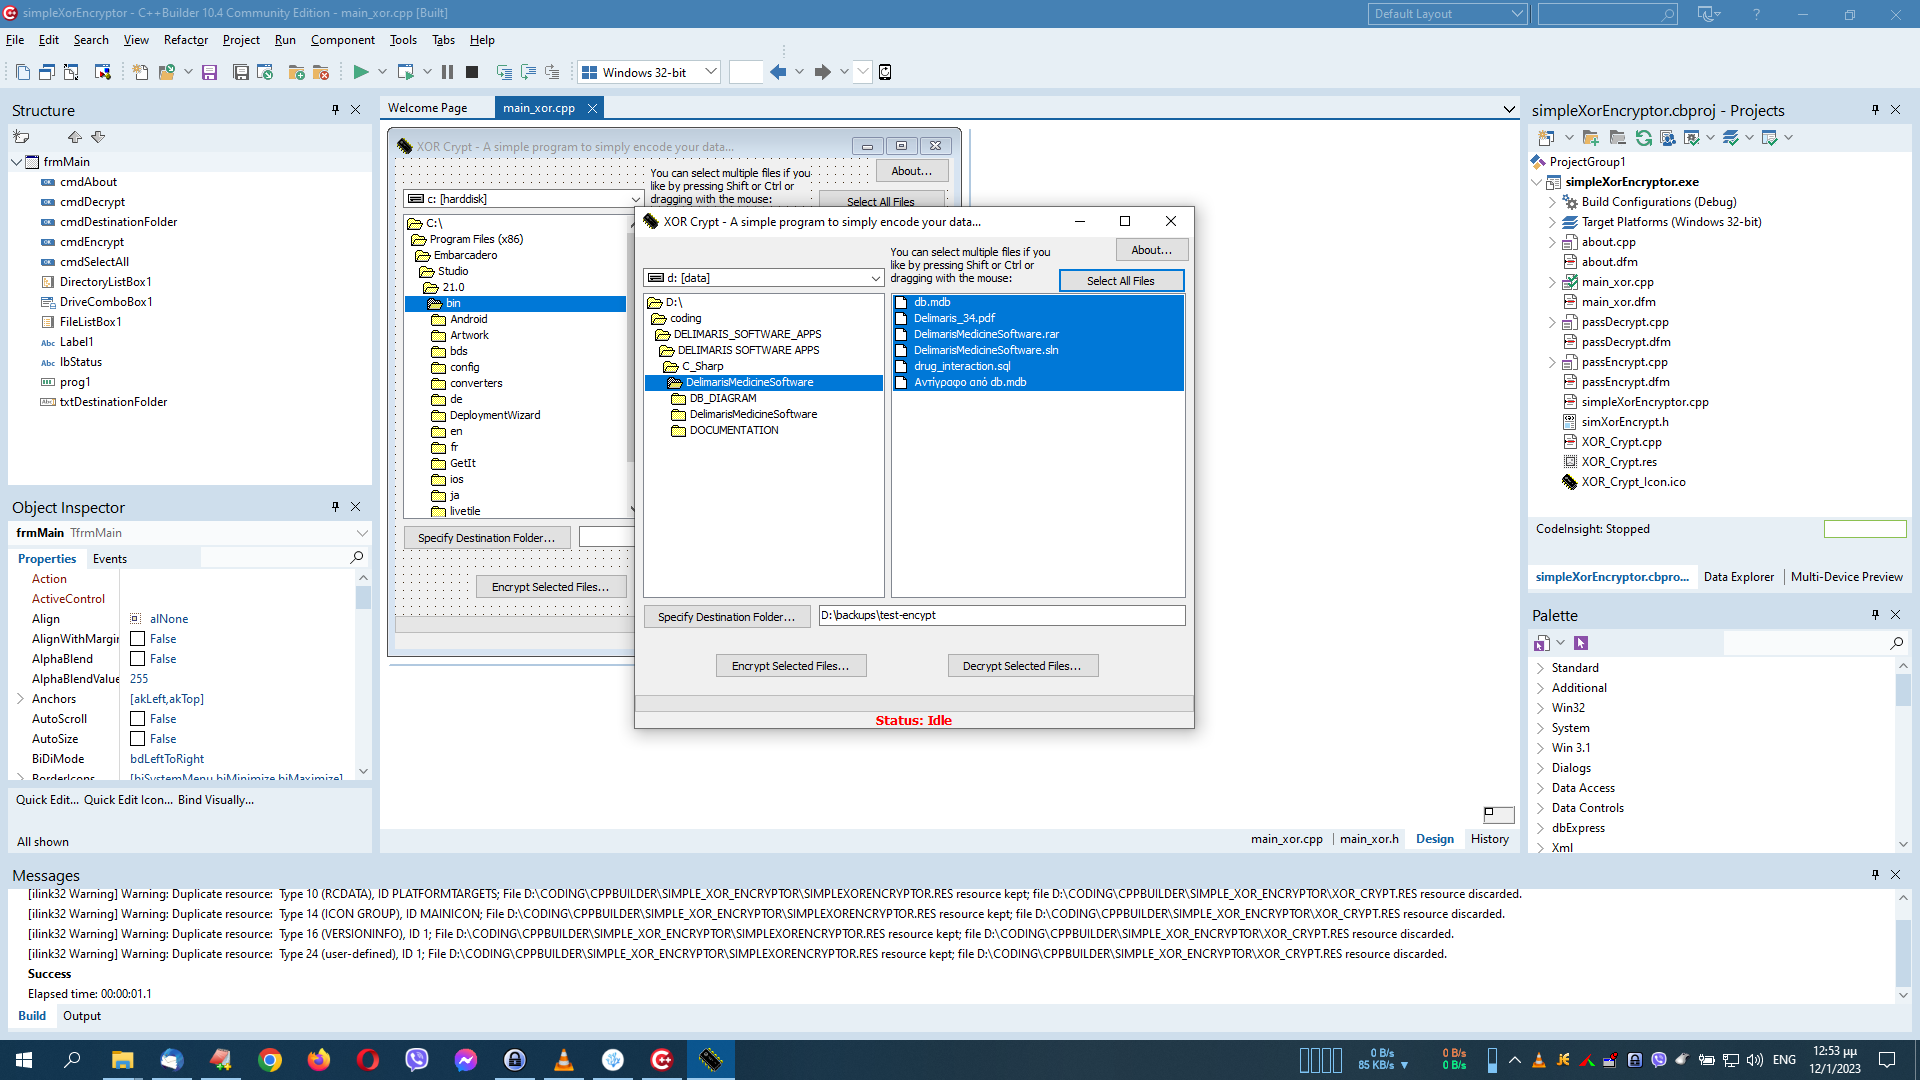 simpleXorEncryptor - C++Builder 10.4 Community Edition - main_xor.cpp [Built]
Default Layout
File Edit Search View Refactor Project Run Component Tools Tabs Help
Windows 32-bit
Structure
frmMain
cmdAbout
cmdDecrypt
cmdDestinationFolder
cmdEncrypt
cmdSelectAll
DirectoryListBox1
DriveComboBox1
FileListBox1
Label1
lbStatus
prog1
txtDestinationFolder
Object Inspector
frmMain TfrmMain
Properties Events
Action
ActiveControl
Align alNone
AlignWithMargin False
AlphaBlend False
AlphaBlendValue 255
Anchors [akLeft,akTop]
AutoScroll False
AutoSize False
BiDiMode bdLeftToRight
BorderIcons [biSystemMenu,biMinimize,biMaximize]
Quick Edit... Quick Edit Icon... Bind Visually...
All shown
Welcome Page main_xor.cpp
XOR Crypt - A simple program to simply encode your data...
About...
You can select multiple files if you
like by pressing Shift or Ctrl or
dragging with the mouse:
Select All Files
c: [harddisk]
C:\
Program Files (x86)
Embarcadero
Studio
21.0
bin
Android
Artwork
bds
config
converters
de
DeploymentWizard
en
fr
GetIt
ios
ja
livetile
Specify Destination Folder...
Encrypt Selected Files...
XOR Crypt - A simple program to simply encode your data...
About...
You can select multiple files if you
like by pressing Shift or Ctrl or
dragging with the mouse:
Select All Files
d: [data]
D:\
coding
DELIMARIS_SOFTWARE_APPS
DELIMARIS SOFTWARE APPS
C_Sharp
DelimarisMedicineSoftware
DB_DIAGRAM
DelimarisMedicineSoftware
DOCUMENTATION
db.mdb
Delimaris_34.pdf
DelimarisMedicineSoftware.rar
DelimarisMedicineSoftware.sln
drug_interaction.sql
Αντίγραφο από db.mdb
Specify Destination Folder...
D:\backups\test-encypt
Encrypt Selected Files...
Decrypt Selected Files...
Status: Idle
main_xor.cpp main_xor.h Design History
simpleXorEncryptor.cbproj - Projects
ProjectGroup1
simpleXorEncryptor.exe
Build Configurations (Debug)
Target Platforms (Windows 32-bit)
about.cpp
about.dfm
main_xor.cpp
main_xor.dfm
passDecrypt.cpp
passDecrypt.dfm
passEncrypt.cpp
passEncrypt.dfm
simpleXorEncryptor.cpp
simXorEncrypt.h
XOR_Crypt.cpp
XOR_Crypt.res
XOR_Crypt_Icon.ico
CodeInsight: Stopped
simpleXorEncryptor.cbpro... Data Explorer Multi-Device Preview
Palette
Standard
Additional
Win32
System
Win 3.1
Dialogs
Data Access
Data Controls
dbExpress
Xml
Messages
[ilink32 Warning] Warning: Duplicate resource: Type 10 (RCDATA), ID PLATFORMTARGETS; File D:\CODING\CPPBUILDER\SIMPLE_XOR_ENCRYPTOR\SIMPLEXORENCRYPTOR.RES resource kept; file D:\CODING\CPPBUILDER\SIMPLE_XOR_ENCRYPTOR\XOR_CRYPT.RES resource discarded.
[ilink32 Warning] Warning: Duplicate resource: Type 14 (ICON GROUP), ID MAINICON; File D:\CODING\CPPBUILDER\SIMPLE_XOR_ENCRYPTOR\SIMPLEXORENCRYPTOR.RES resource kept; file D:\CODING\CPPBUILDER\SIMPLE_XOR_ENCRYPTOR\XOR_CRYPT.RES resource discarded.
[ilink32 Warning] Warning: Duplicate resource: Type 16 (VERSIONINFO), ID 1; File D:\CODING\CPPBUILDER\SIMPLE_XOR_ENCRYPTOR\SIMPLEXORENCRYPTOR.RES resource kept; file D:\CODING\CPPBUILDER\SIMPLE_XOR_ENCRYPTOR\XOR_CRYPT.RES resource discarded.
[ilink32 Warning] Warning: Duplicate resource: Type 24 (user-defined), ID 1; File D:\CODING\CPPBUILDER\SIMPLE_XOR_ENCRYPTOR\SIMPLEXORENCRYPTOR.RES resource kept; file D:\CODING\CPPBUILDER\SIMPLE_XOR_ENCRYPTOR\XOR_CRYPT.RES resource discarded.
Success
Elapsed time: 00:00:01.1
Build Output
0 B/s
85 KB/s
0 B/s
0 B/s
ENG
12:53 μμ
12/1/2023